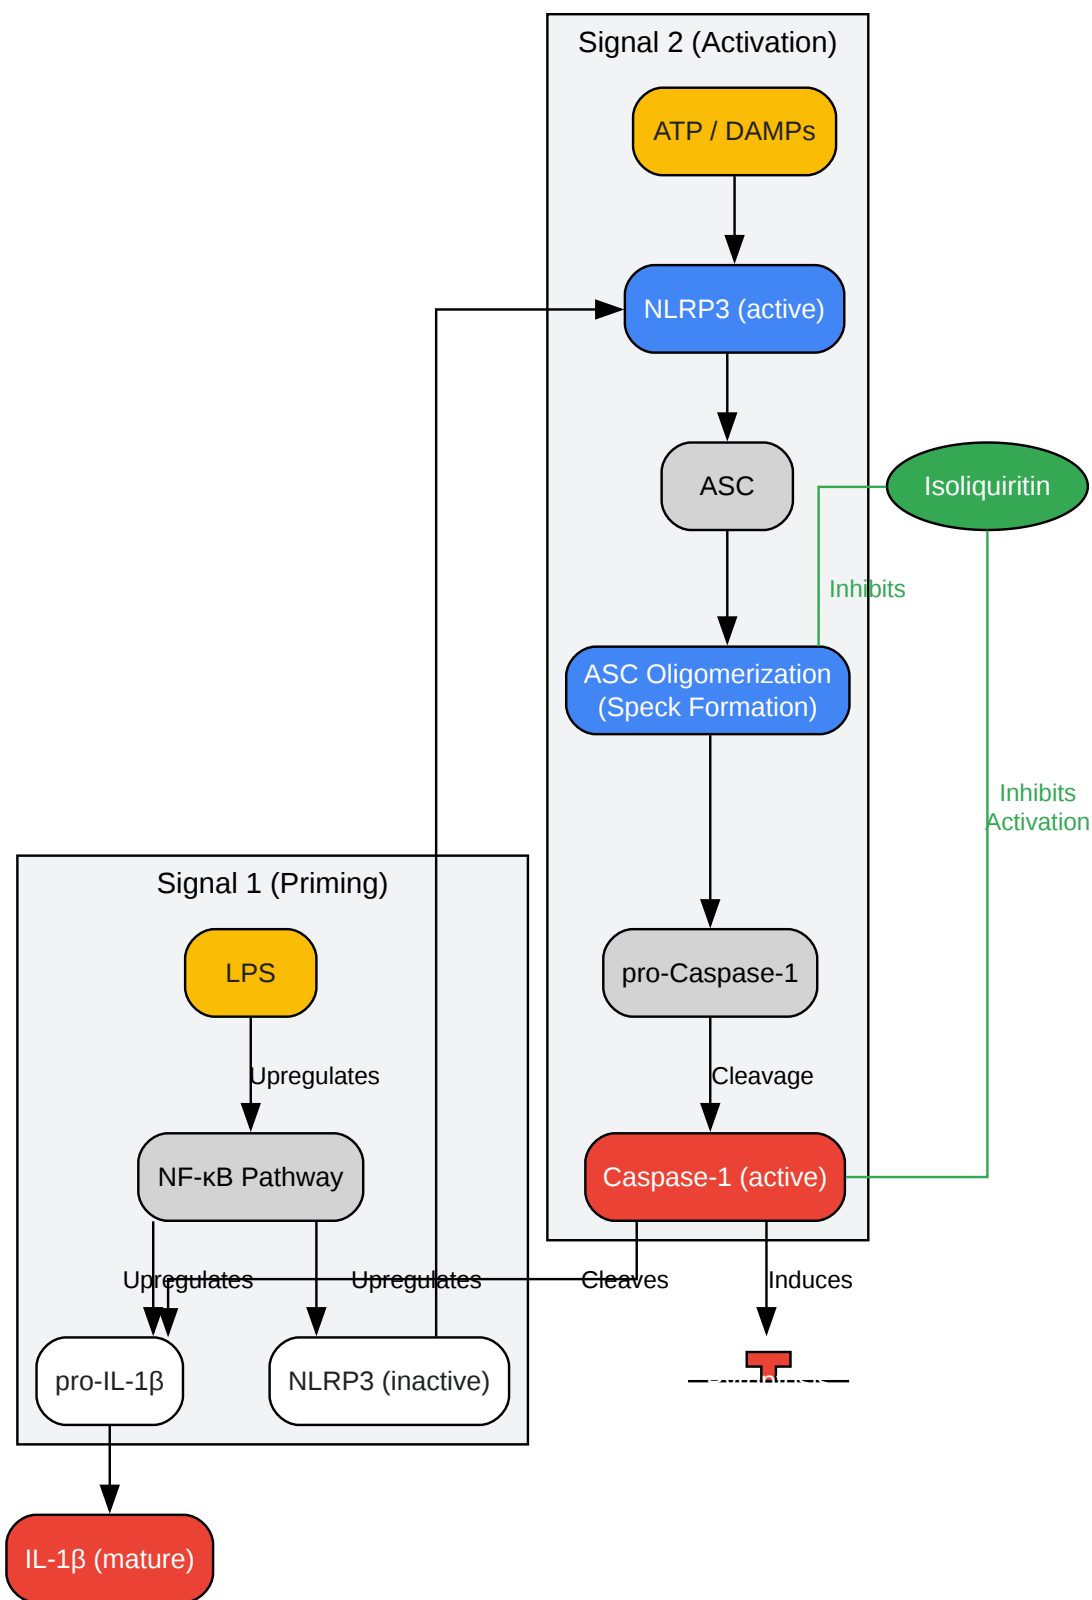 Signal 2 (Activation)
ATP / DAMPs
NLRP3 (active)
ASC
Isoliquiritin
Inhibits
ASC Oligomerization
(Speck Formation)
Inhibits
Activation
Signal 1 (Priming)
LPS
pro-Caspase-1
Upregulates
Cleavage
NF-κB Pathway
Caspase-1 (active)
Upregulates
Upregulates
Cleaves
Induces
pro-IL-1β
NLRP3 (inactive)
IL-1β (mature)